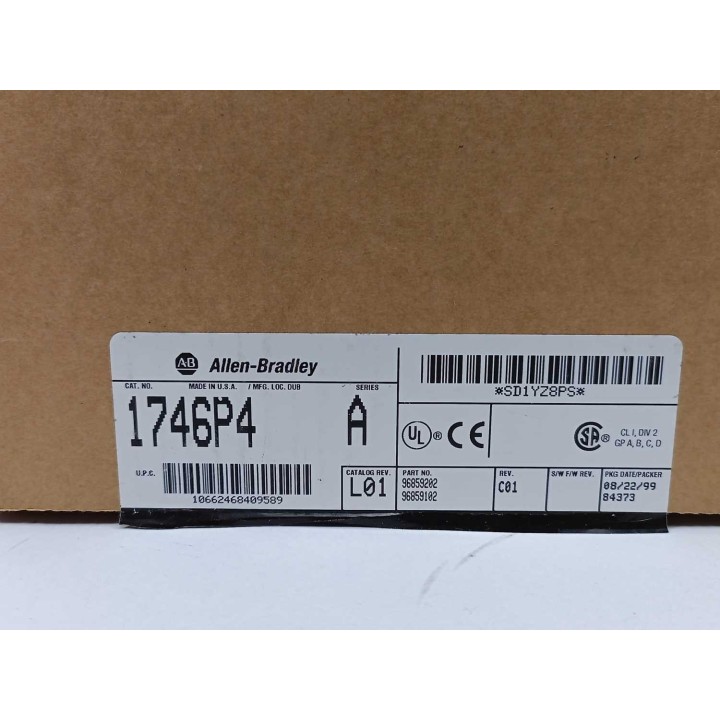 A-B Allen-Bradley
CAT. NO. MADE IN U.S.A. / MFG. LOC. DUB SERIES
1746P4 A
U.P.C. 10662468409589
CATALOG REV.
L01
*SD1YZ8PS*
UL ® CE SA ® CL I, DIV 2
GP A, B, C, D
PART NO. REV. S/W F/W REV. PKG DATE/PACKER
96859202 C01 08/22/99
96859102 84373